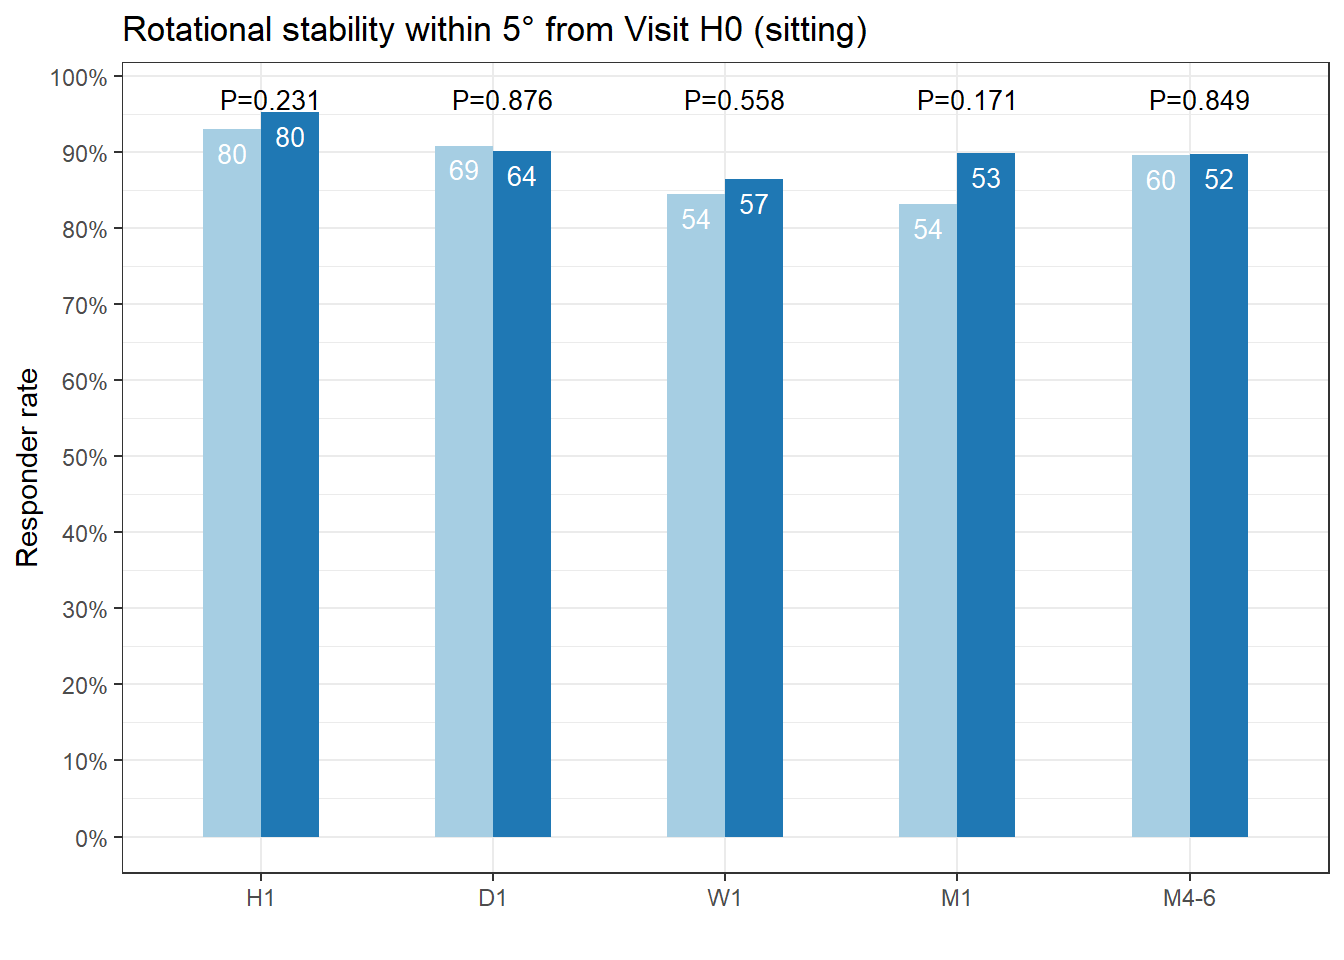 Rotational stability within 5° from Visit H0 (sitting)
Responder rate
100%
90%
80%
70%
60%
50%
40%
30%
20%
10%
0%
P=0.231
P=0.876
P=0.558
P=0.171
P=0.849
80
80
69
64
54
57
54
53
60
52
H1
D1
W1
M1
M4-6